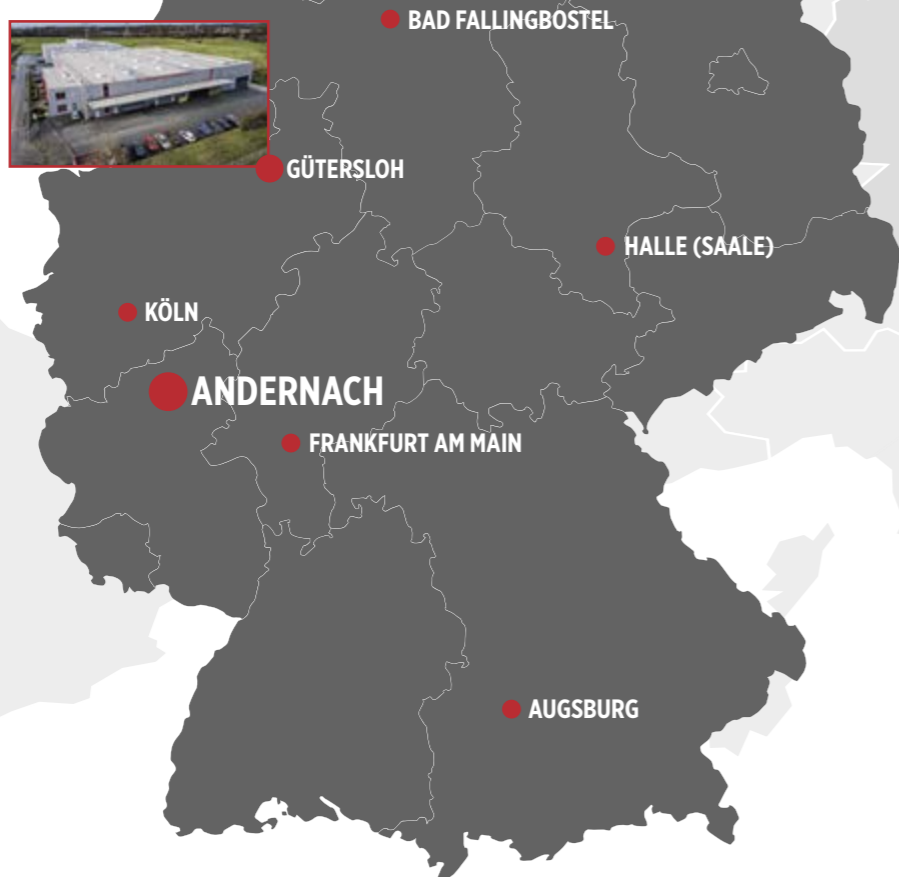 BAD FALLINGBOSTEL
GÜTERSLOH
HALLE (SAALE)
KÖLN
ANDERNACH
FRANKFURT AM MAIN
AUGSBURG